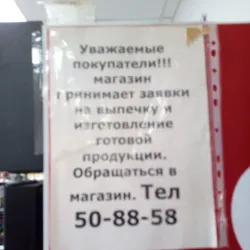 Уважаемые
покупатели!!!
магазин
принимает заявки
на выпечку и
изготовление
готовой
продукции.
Обращаться в
магазин. Тел
50-88-58